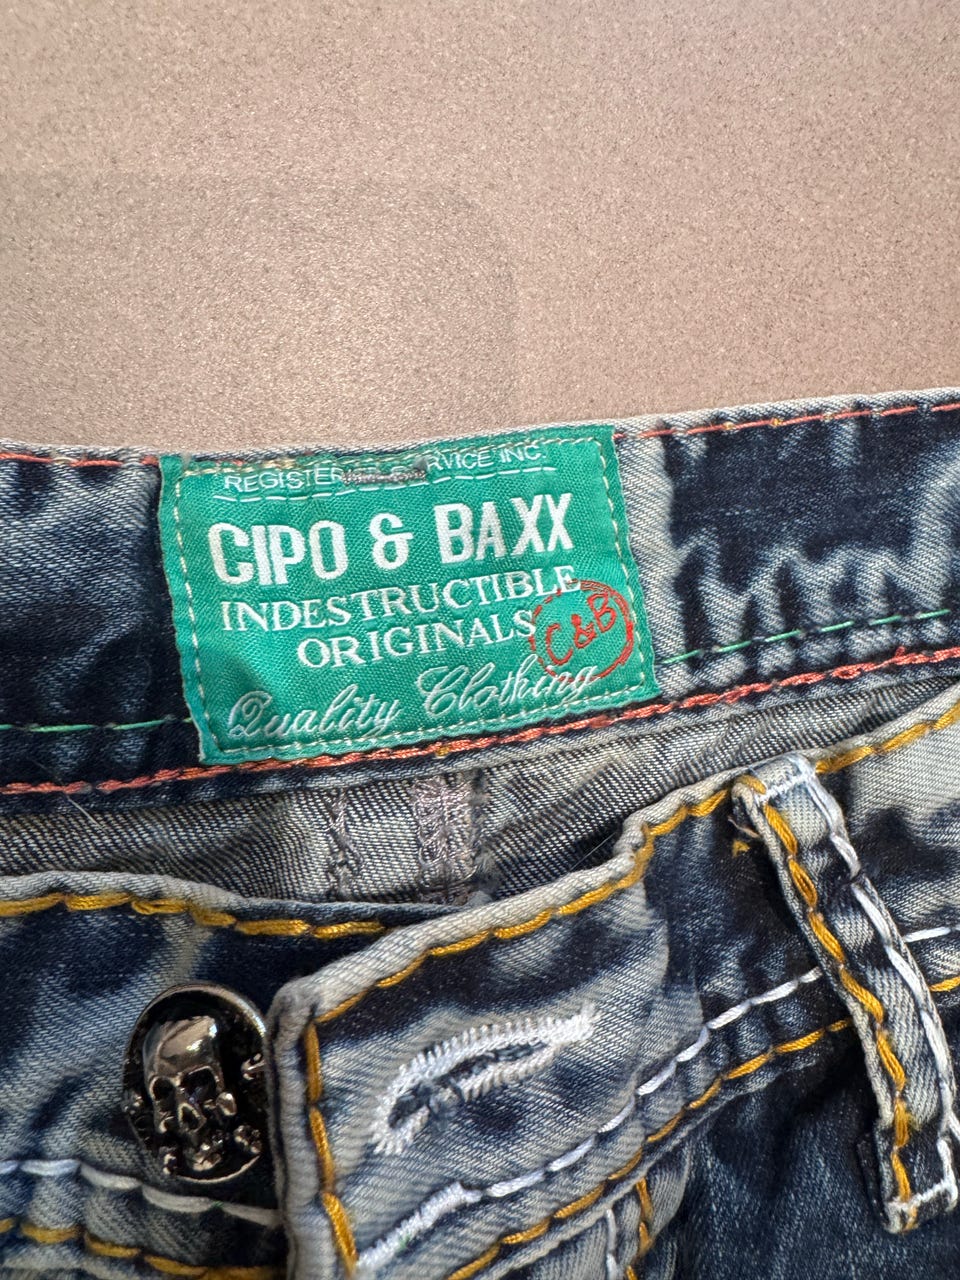 REGISTERED SERVICE INC.
CIPO & BAXX
INDESTRUCTIBLE
ORIGINALS
C&B
Quality Clothing